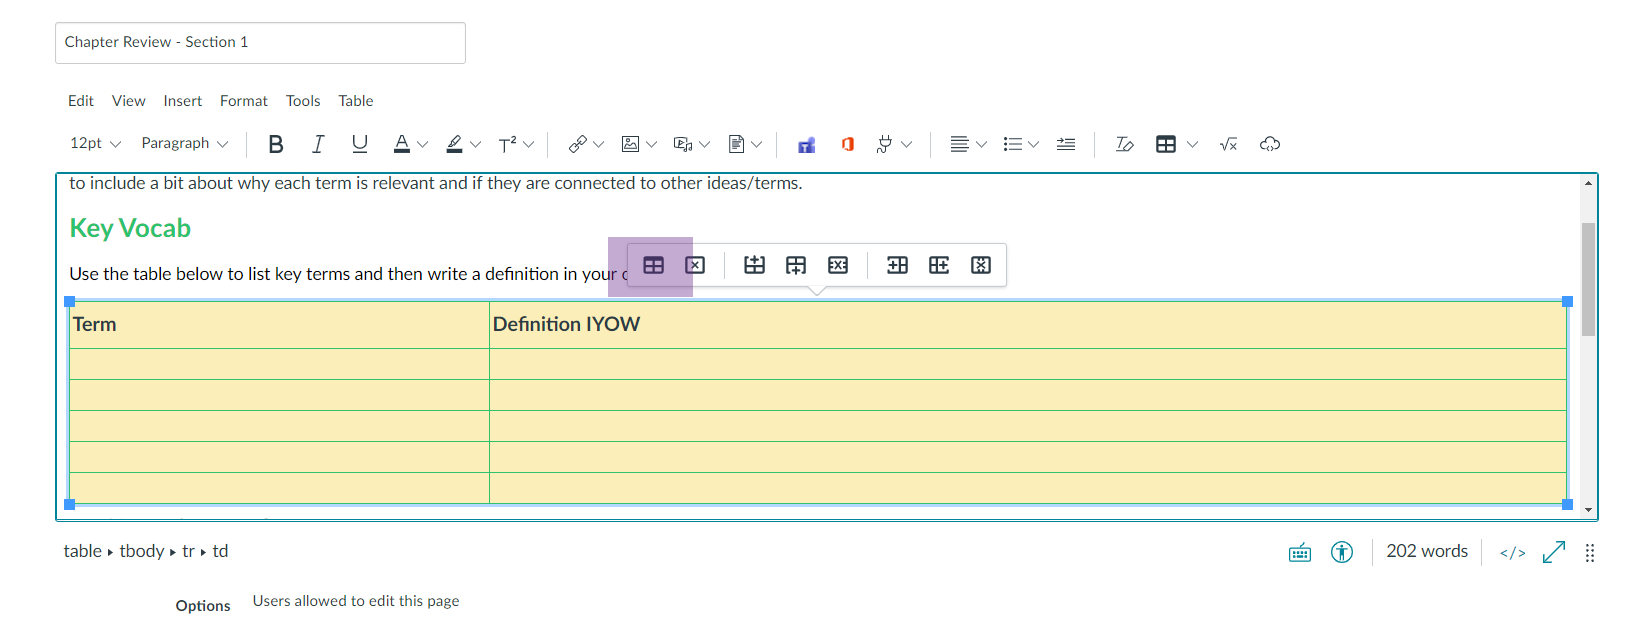 Chapter Review - Section 1
Edit View Insert Format Tools Table
12pt Paragraph B I U A T²
to include a bit about why each term is relevant and if they are connected to other ideas/terms.
Key Vocab
Use the table below to list key terms and then write a definition in your
Term Definition IYOW
table ▸ tbody ▸ tr ▸ td
202 words </>
Options Users allowed to edit this page